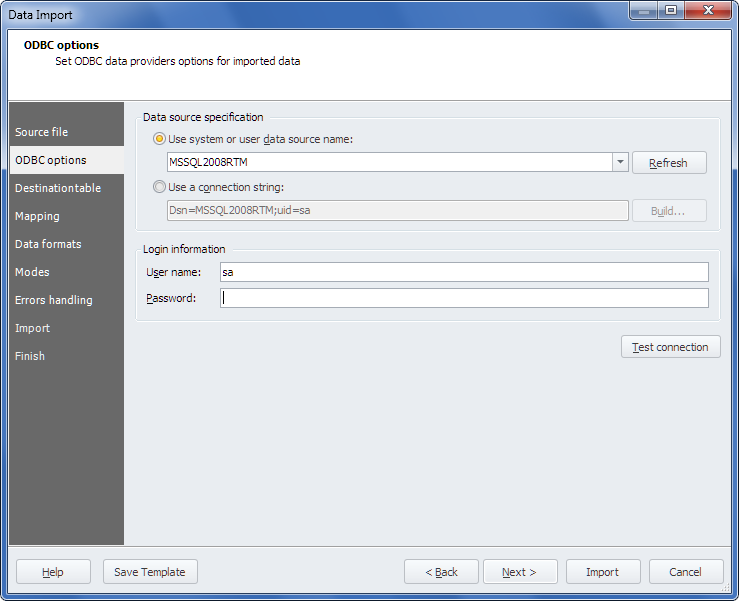 Data Import
ODBC options
Set ODBC data providers options for imported data
Source file
ODBC options
Destinationtable
Mapping
Data formats
Modes
Errors handling
Import
Finish
Data source specification
Use system or user data source name:
MSSQL2008RTM
Refresh
Use a connection string:
Dsn=MSSQL2008RTM;uid=sa
Build...
Login information
User name:
sa
Password:
Test connection
Help
Save Template
< Back
Next >
Import
Cancel